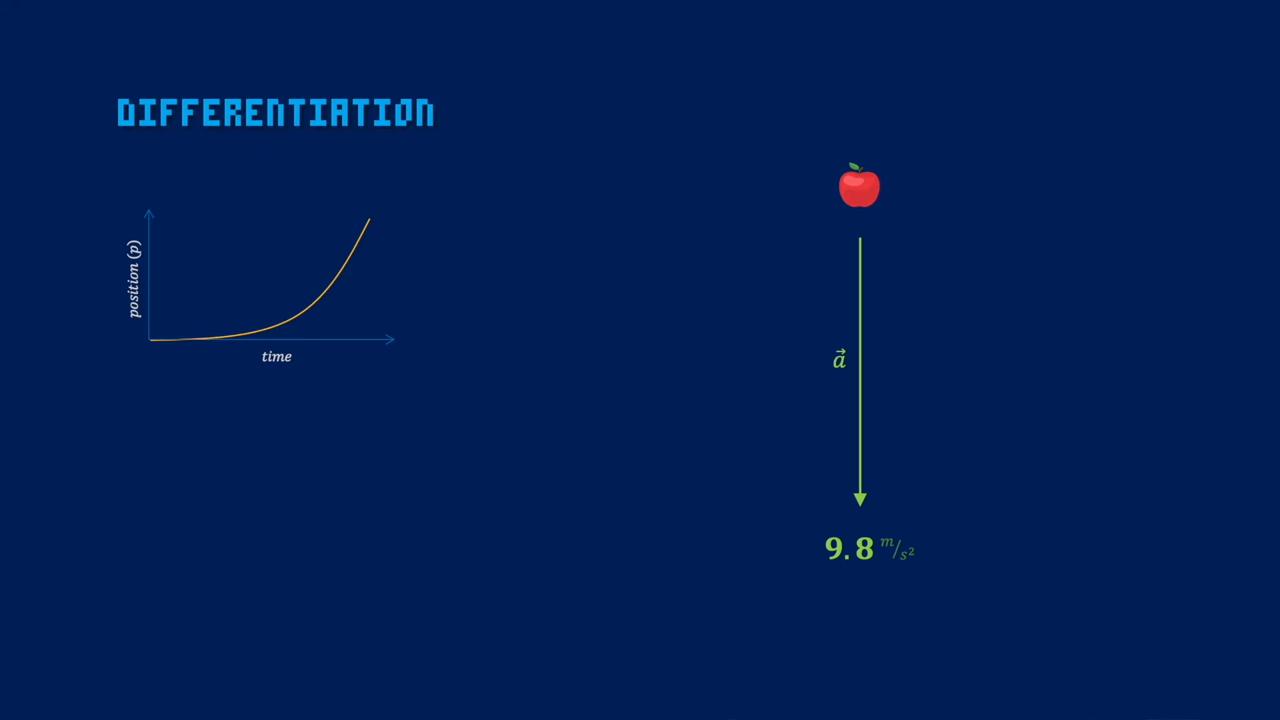 DIFFERENTIATION
position (p)
time
a⃗
9.8 m/s²